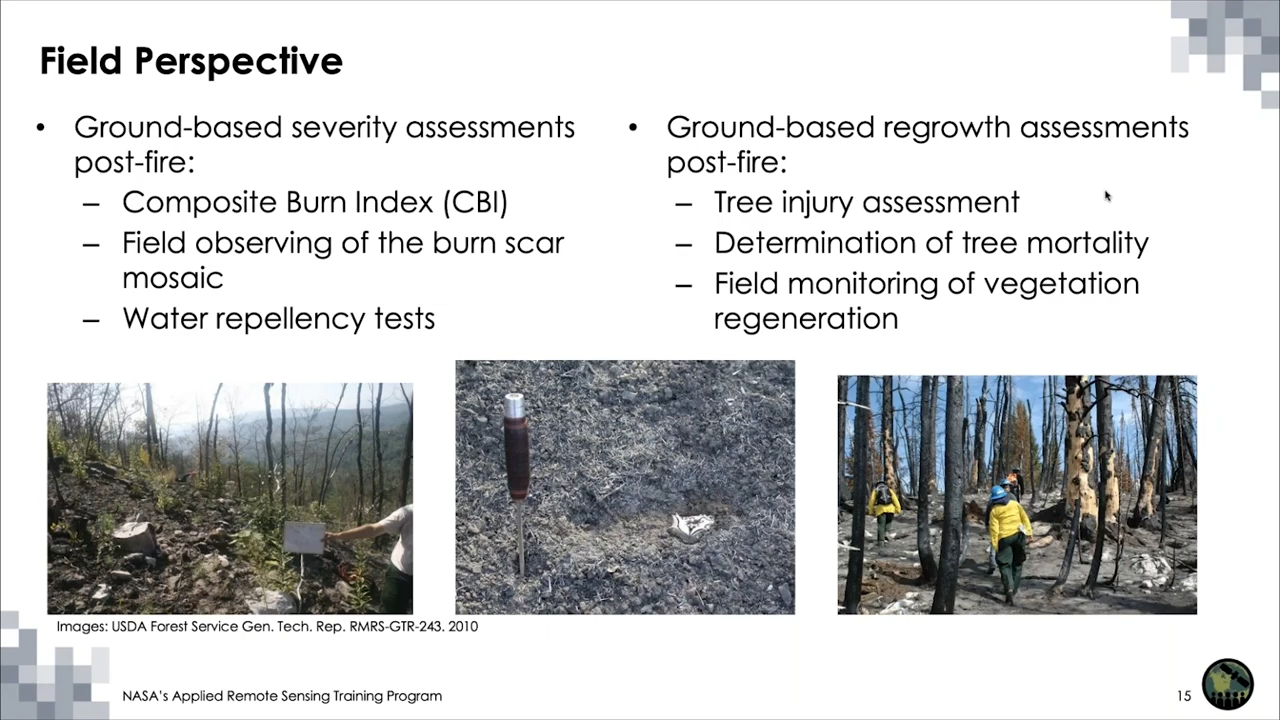 Field Perspective
• Ground-based severity assessments
post-fire:
– Composite Burn Index (CBI)
– Field observing of the burn scar
mosaic
– Water repellency tests
• Ground-based regrowth assessments
post-fire:
– Tree injury assessment
– Determination of tree mortality
– Field monitoring of vegetation
regeneration
Images: USDA Forest Service Gen. Tech. Rep. RMRS-GTR-243. 2010
NASA's Applied Remote Sensing Training Program
15